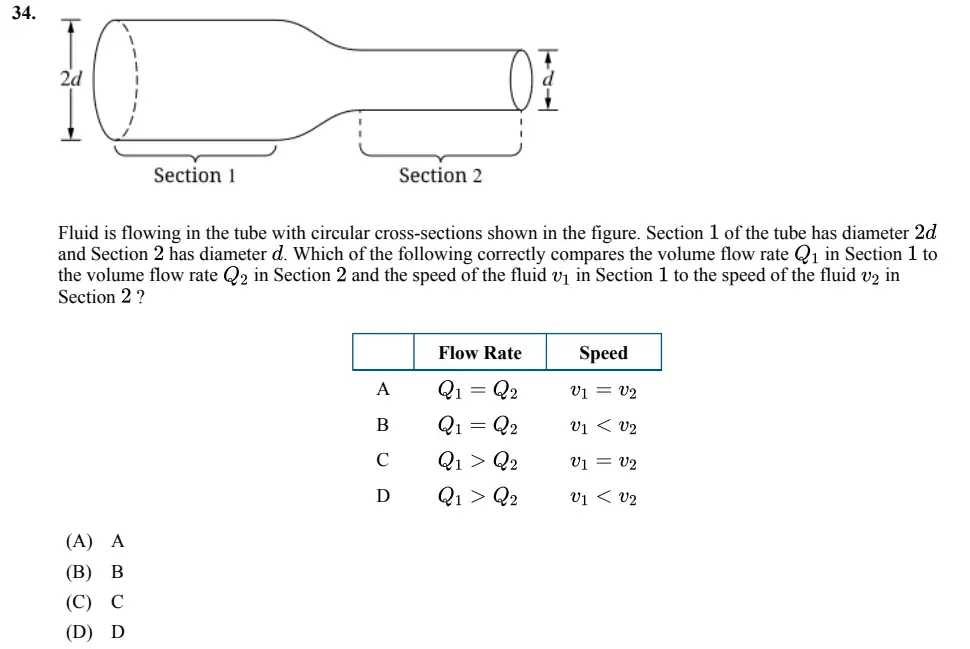 34.
2d
d
Section 1
Section 2
Fluid is flowing in the tube with circular cross-sections shown in the figure. Section 1 of the tube has diameter 2d
and Section 2 has diameter d. Which of the following correctly compares the volume flow rate Q₁ in Section 1 to
the volume flow rate Q₂ in Section 2 and the speed of the fluid v₁ in Section 1 to the speed of the fluid v₂ in
Section 2 ?
Flow Rate Speed
A Q₁ = Q₂ v₁ = v₂
B Q₁ = Q₂ v₁ < v₂
C Q₁ > Q₂ v₁ = v₂
D Q₁ > Q₂ v₁ < v₂
(A) A
(B) B
(C) C
(D) D